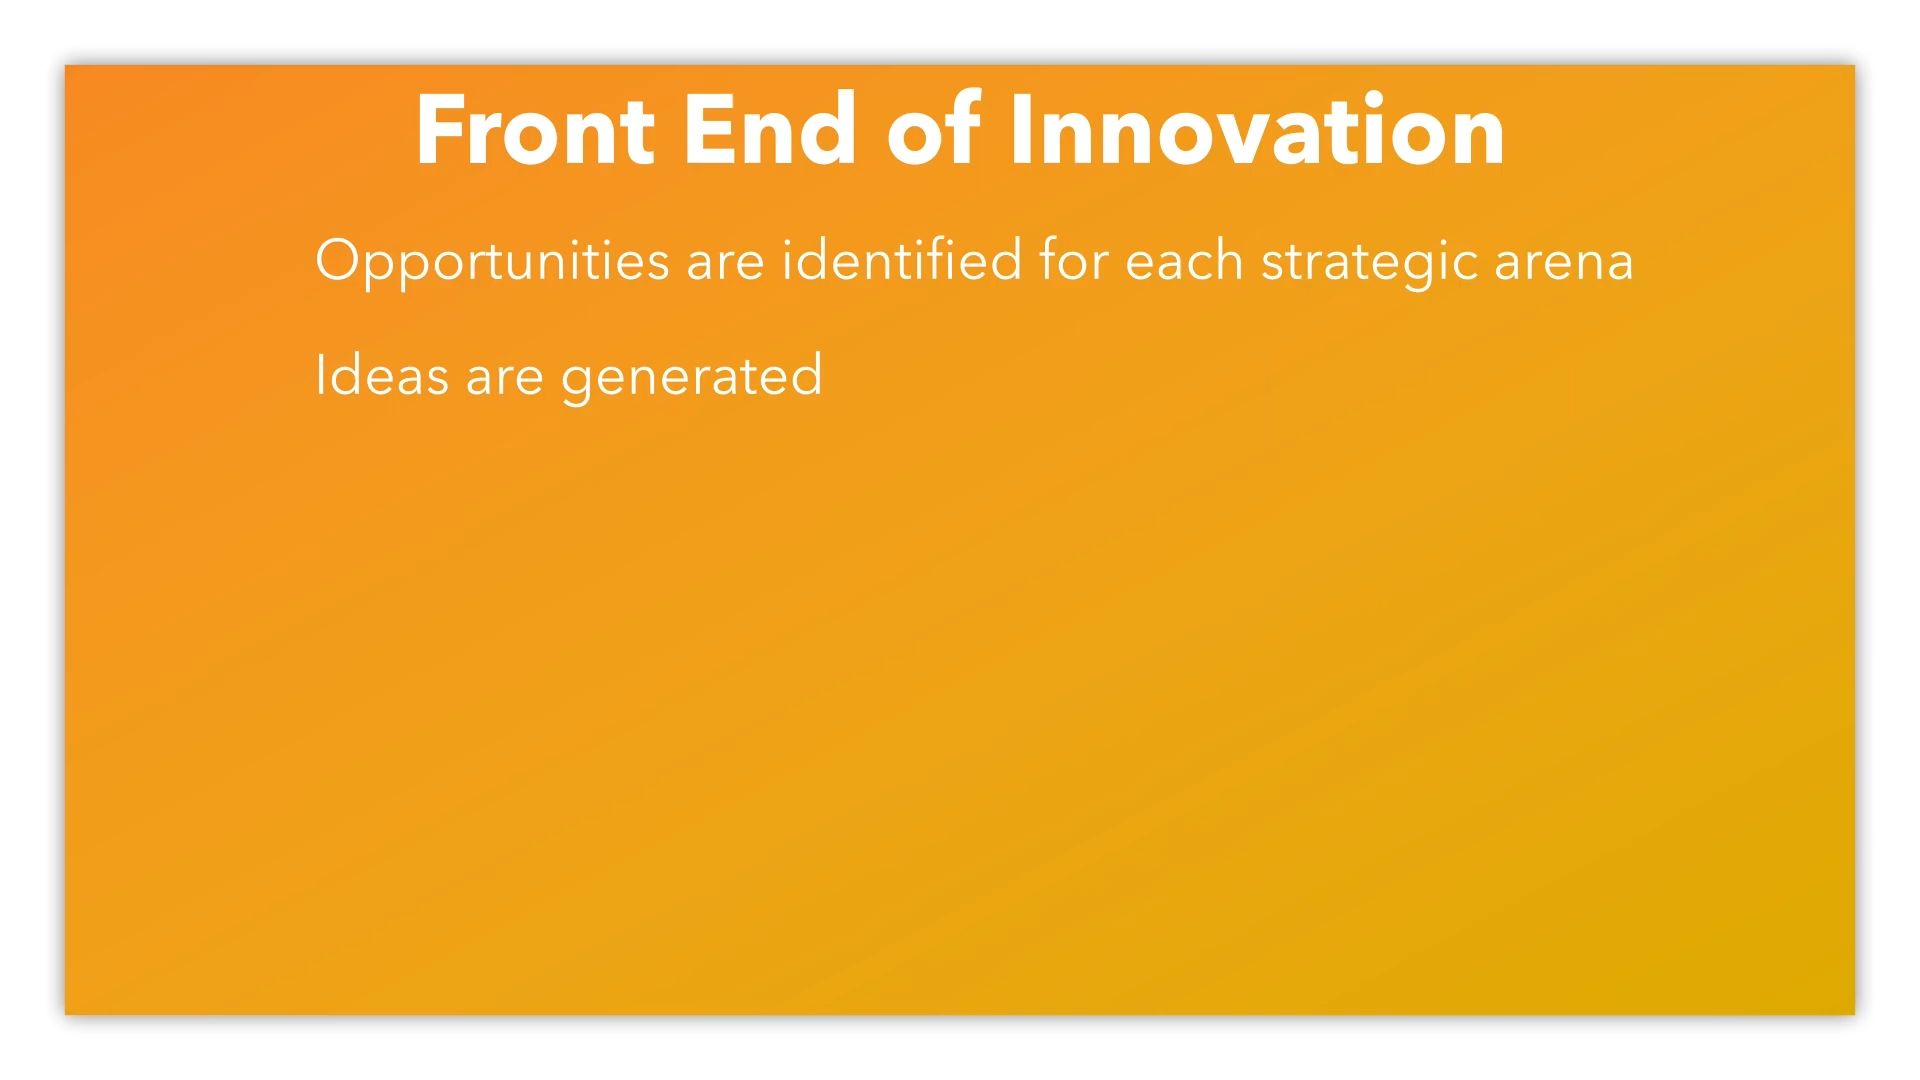 Front End of Innovation
Opportunities are identified for each strategic arena
Ideas are generated